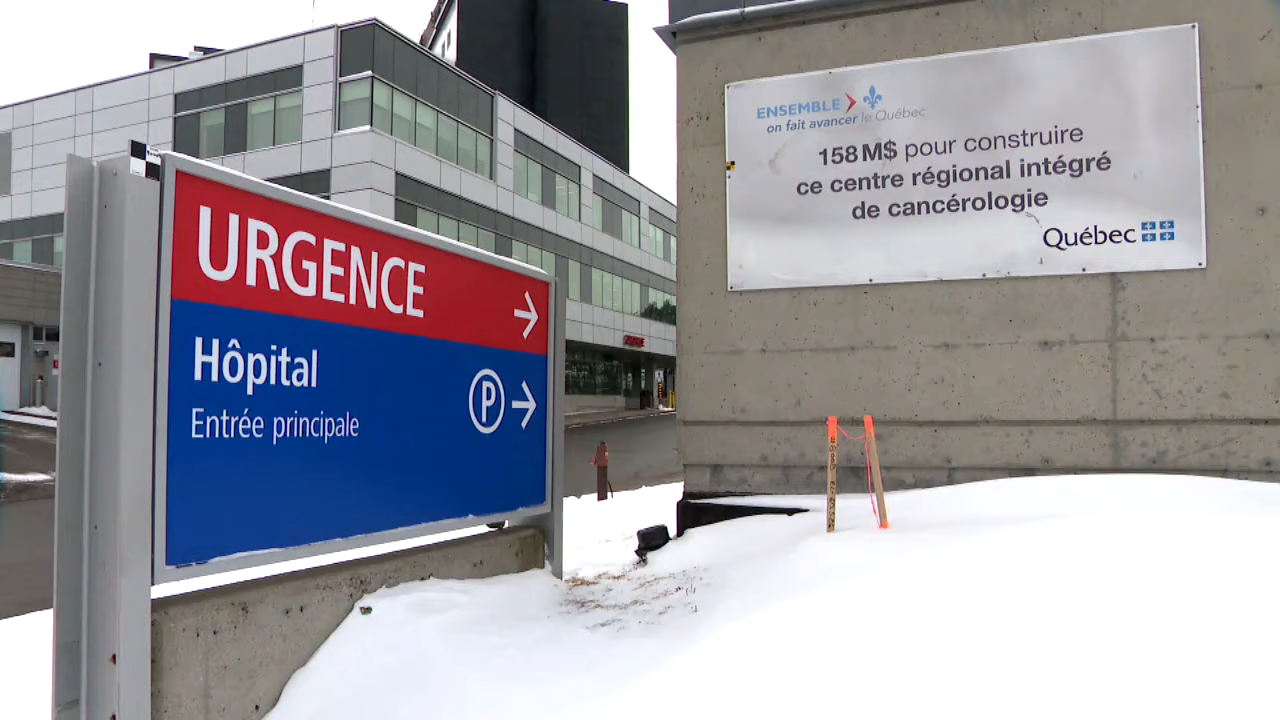 URGENCE
Hôpital
Entrée principale
P
ENSEMBLE
on fait avancer le Québec
158 M$ pour construire
ce centre régional intégré
de cancérologie
Québec